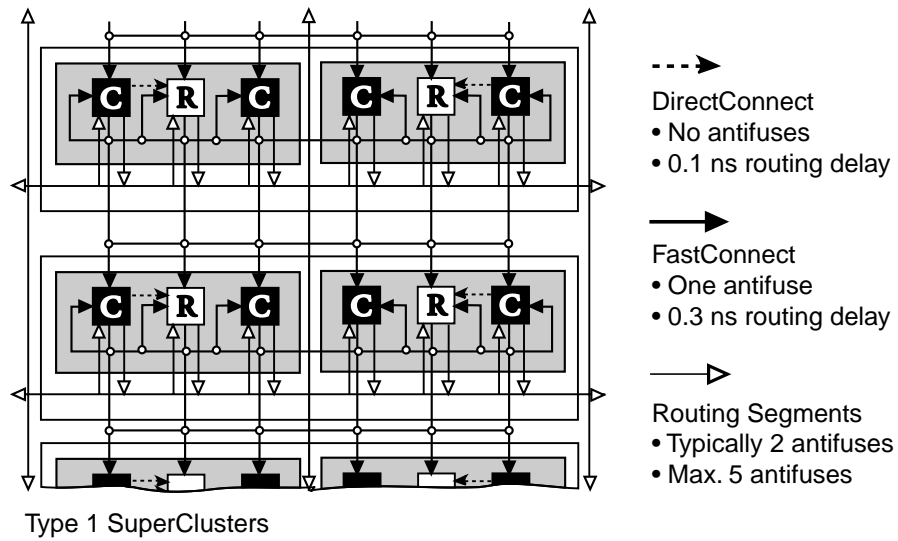 C R C C R C
DirectConnect
• No antifuses
• 0.1 ns routing delay
FastConnect
• One antifuse
• 0.3 ns routing delay
C R C C R C
Routing Segments
• Typically 2 antifuses
• Max. 5 antifuses
Type 1 SuperClusters